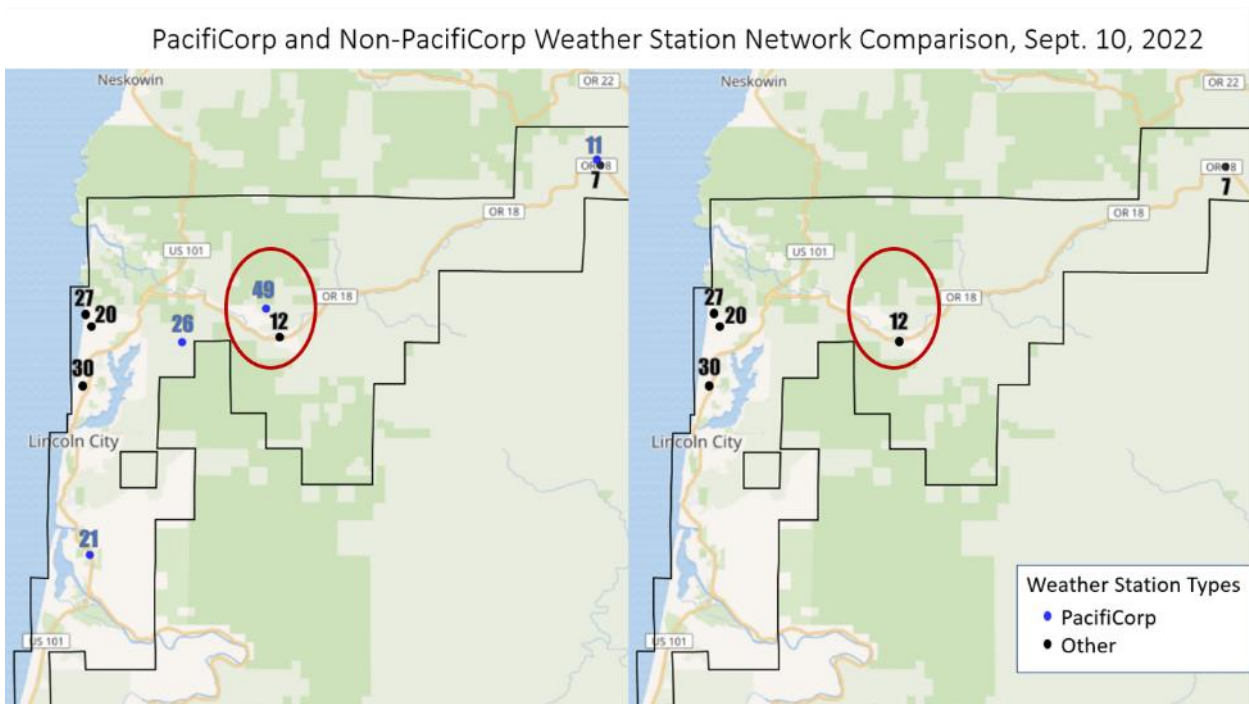 PacifiCorp and Non-PacifiCorp Weather Station Network Comparison, Sept. 10, 2022
Neskowin
OR 22
11
OR 8
7
OR 18
US 101
49
OR 18
27
20
26
12
30
Lincoln City
21
US 101
Neskowin
OR 22
OR 8
7
OR 18
US 101
OR 18
27
20
12
30
Lincoln City
US 101
Weather Station Types
PacifiCorp
Other